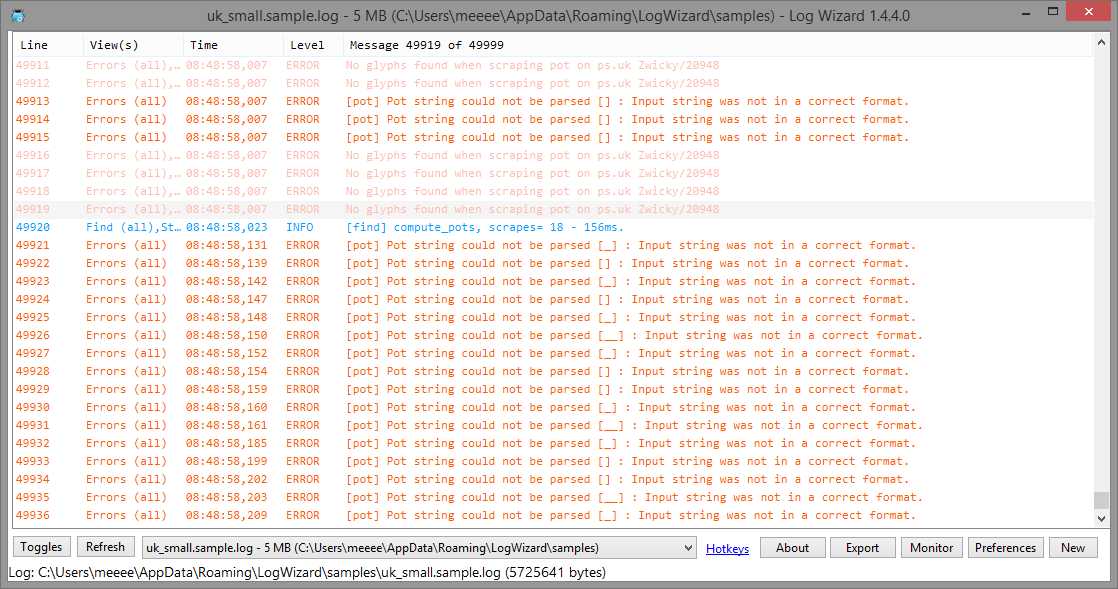 uk_small.sample.log - 5 MB (C:\Users\meeee\AppData\Roaming\LogWizard\samples) - Log Wizard 1.4.4.0
Line View(s) Time Level Message 49919 of 49999
49911 Errors (all),... 08:48:58,007 ERROR No glyphs found when scraping pot on ps.uk Zwicky/20948
49912 Errors (all),... 08:48:58,007 ERROR No glyphs found when scraping pot on ps.uk Zwicky/20948
49913 Errors (all) 08:48:58,007 ERROR [pot] Pot string could not be parsed [] : Input string was not in a correct format.
49914 Errors (all) 08:48:58,007 ERROR [pot] Pot string could not be parsed [] : Input string was not in a correct format.
49915 Errors (all) 08:48:58,007 ERROR [pot] Pot string could not be parsed [] : Input string was not in a correct format.
49916 Errors (all),... 08:48:58,007 ERROR No glyphs found when scraping pot on ps.uk Zwicky/20948
49917 Errors (all),... 08:48:58,007 ERROR No glyphs found when scraping pot on ps.uk Zwicky/20948
49918 Errors (all),... 08:48:58,007 ERROR No glyphs found when scraping pot on ps.uk Zwicky/20948
49919 Errors (all),... 08:48:58,007 ERROR No glyphs found when scraping pot on ps.uk Zwicky/20948
49920 Find (all),St... 08:48:58,023 INFO [find] compute_pots, scrapes= 18 - 156ms.
49921 Errors (all) 08:48:58,131 ERROR [pot] Pot string could not be parsed [_] : Input string was not in a correct format.
49922 Errors (all) 08:48:58,139 ERROR [pot] Pot string could not be parsed [] : Input string was not in a correct format.
49923 Errors (all) 08:48:58,142 ERROR [pot] Pot string could not be parsed [_] : Input string was not in a correct format.
49924 Errors (all) 08:48:58,147 ERROR [pot] Pot string could not be parsed [] : Input string was not in a correct format.
49925 Errors (all) 08:48:58,148 ERROR [pot] Pot string could not be parsed [_] : Input string was not in a correct format.
49926 Errors (all) 08:48:58,150 ERROR [pot] Pot string could not be parsed [__] : Input string was not in a correct format.
49927 Errors (all) 08:48:58,152 ERROR [pot] Pot string could not be parsed [_] : Input string was not in a correct format.
49928 Errors (all) 08:48:58,154 ERROR [pot] Pot string could not be parsed [] : Input string was not in a correct format.
49929 Errors (all) 08:48:58,159 ERROR [pot] Pot string could not be parsed [] : Input string was not in a correct format.
49930 Errors (all) 08:48:58,160 ERROR [pot] Pot string could not be parsed [_] : Input string was not in a correct format.
49931 Errors (all) 08:48:58,161 ERROR [pot] Pot string could not be parsed [__] : Input string was not in a correct format.
49932 Errors (all) 08:48:58,185 ERROR [pot] Pot string could not be parsed [_] : Input string was not in a correct format.
49933 Errors (all) 08:48:58,199 ERROR [pot] Pot string could not be parsed [] : Input string was not in a correct format.
49934 Errors (all) 08:48:58,202 ERROR [pot] Pot string could not be parsed [] : Input string was not in a correct format.
49935 Errors (all) 08:48:58,203 ERROR [pot] Pot string could not be parsed [__] : Input string was not in a correct format.
49936 Errors (all) 08:48:58,209 ERROR [pot] Pot string could not be parsed [_] : Input string was not in a correct format.
Toggles Refresh uk_small.sample.log - 5 MB (C:\Users\meeee\AppData\Roaming\LogWizard\samples) Hotkeys About Export Monitor Preferences New
Log: C:\Users\meeee\AppData\Roaming\LogWizard\samples\uk_small.sample.log (5725641 bytes)